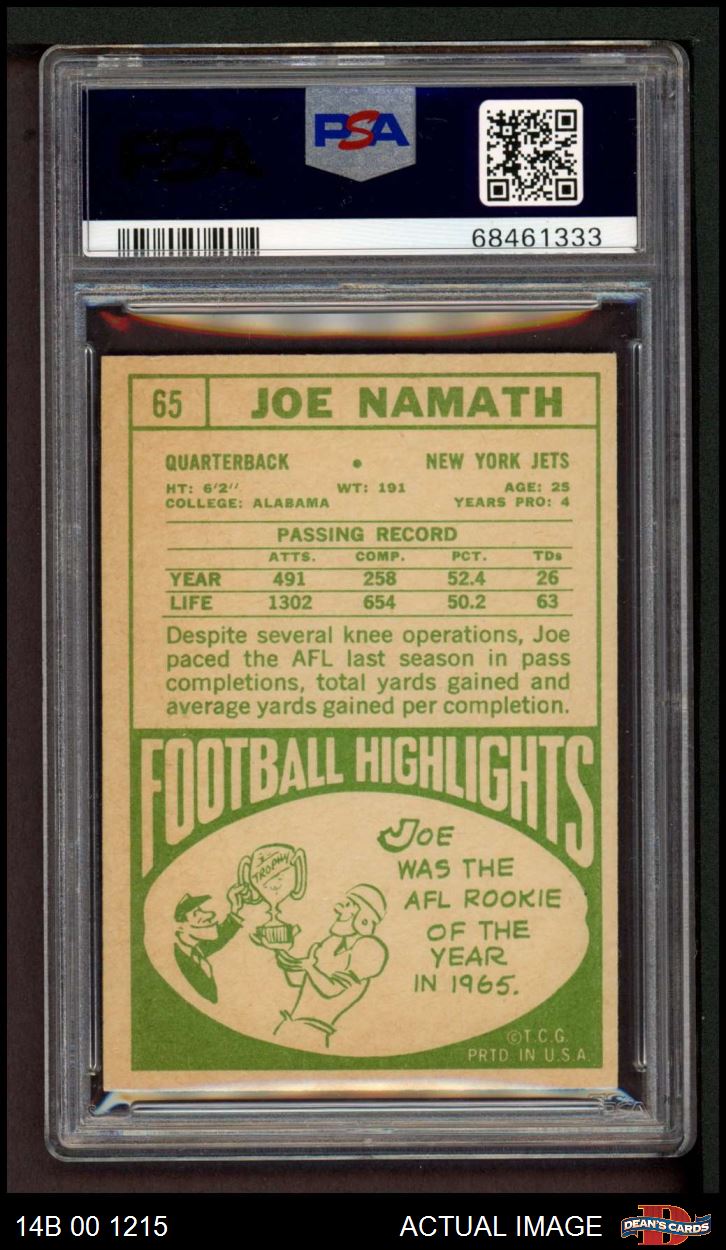 PSA
PSA
68461333
65 JOE NAMATH
QUARTERBACK • NEW YORK JETS
HT: 6'2" WT: 191 AGE: 25
COLLEGE: ALABAMA YEARS PRO: 4
PASSING RECORD
ATTS. COMP. PCT. TDs
YEAR 491 258 52.4 26
LIFE 1302 654 50.2 63
Despite several knee operations, Joe
paced the AFL last season in pass
completions, total yards gained and
average yards gained per completion.
FOOTBALL HIGHLIGHTS
TROPHY
JOE
WAS THE
AFL ROOKIE
OF THE
YEAR
IN 1965.
©T.C.G.
PRTD. IN U.S.A.
14B 00 1215 ACTUAL IMAGE DEAN'S CARDS